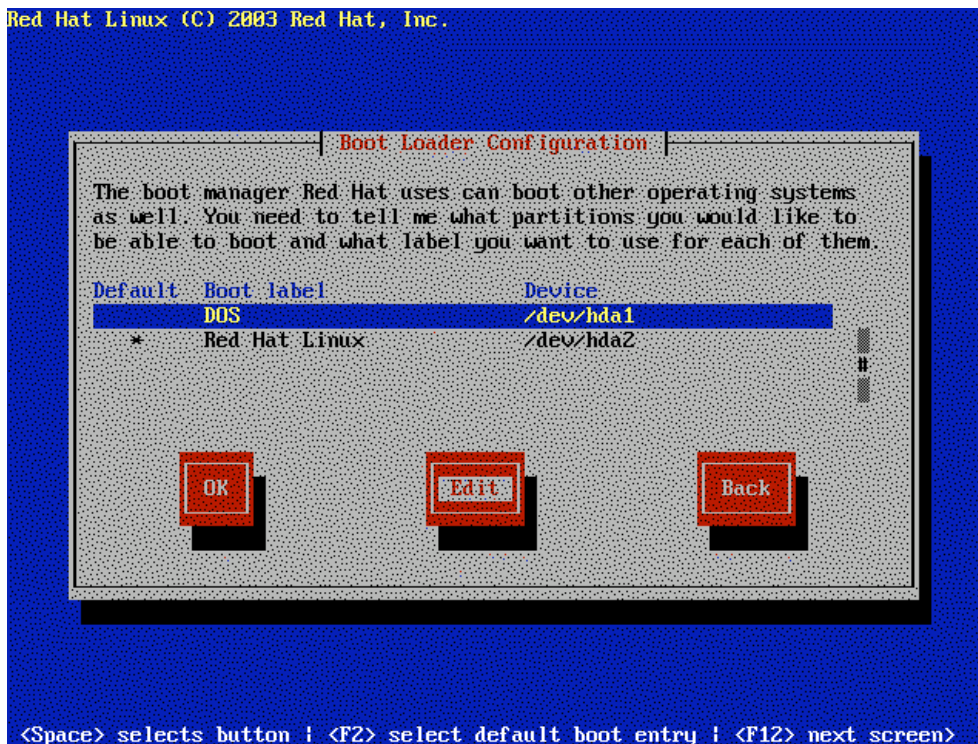 Red Hat Linux (C) 2003 Red Hat, Inc.
Boot Loader Configuration
The boot manager Red Hat uses can boot other operating systems
as well. You need to tell me what partitions you would like to
be able to boot and what label you want to use for each of them.
Default Boot label Device
DOS /dev/hda1
* Red Hat Linux /dev/hda2
#
OK Edit Back
<Space> selects button | <F2> select default boot entry | <F12> next screen>